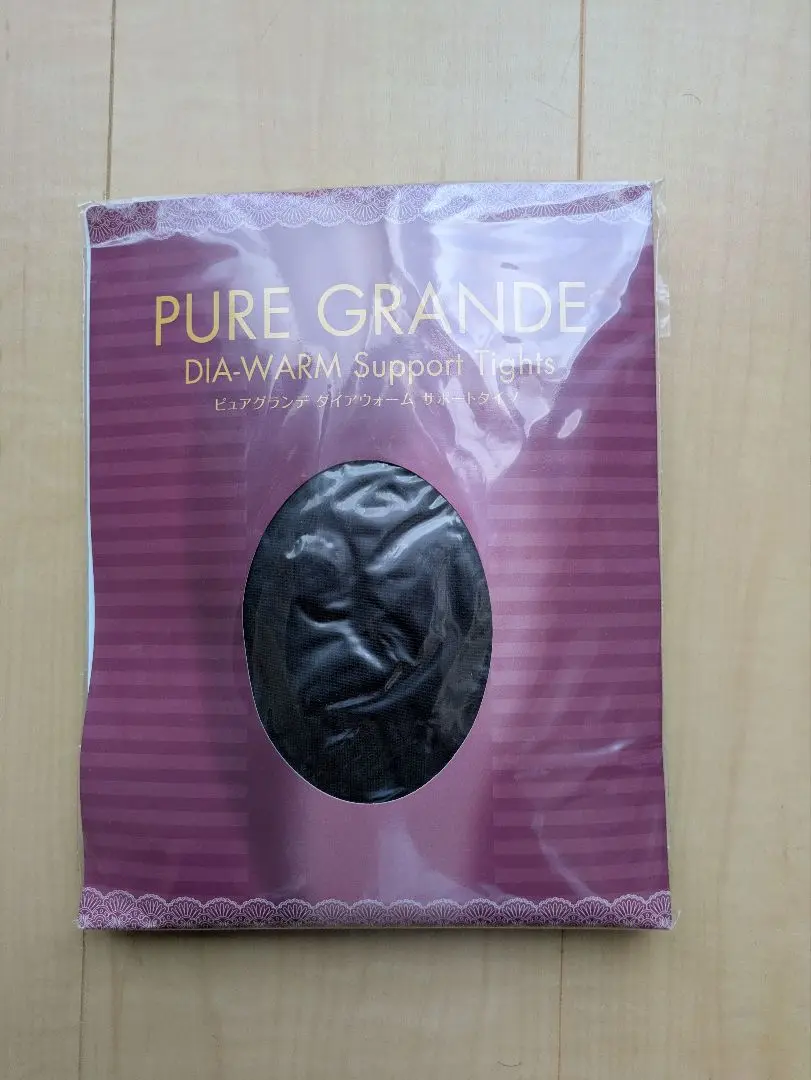 PURE GRANDE
DIA-WARM Support Tights
ピュアグランデ ダイアウォーム サポートタイツ